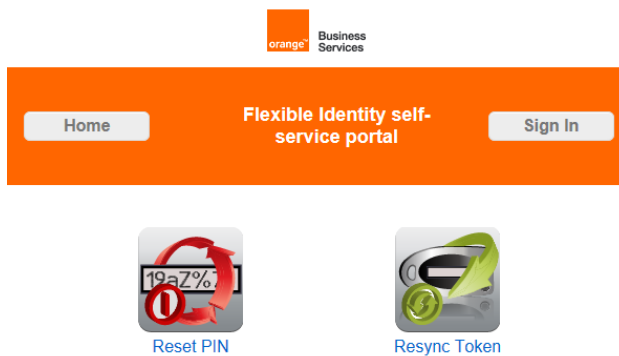 orange™
Business
Services
Home
Flexible Identity self-
service portal
Sign In
19aZ%
Reset PIN
Resync Token